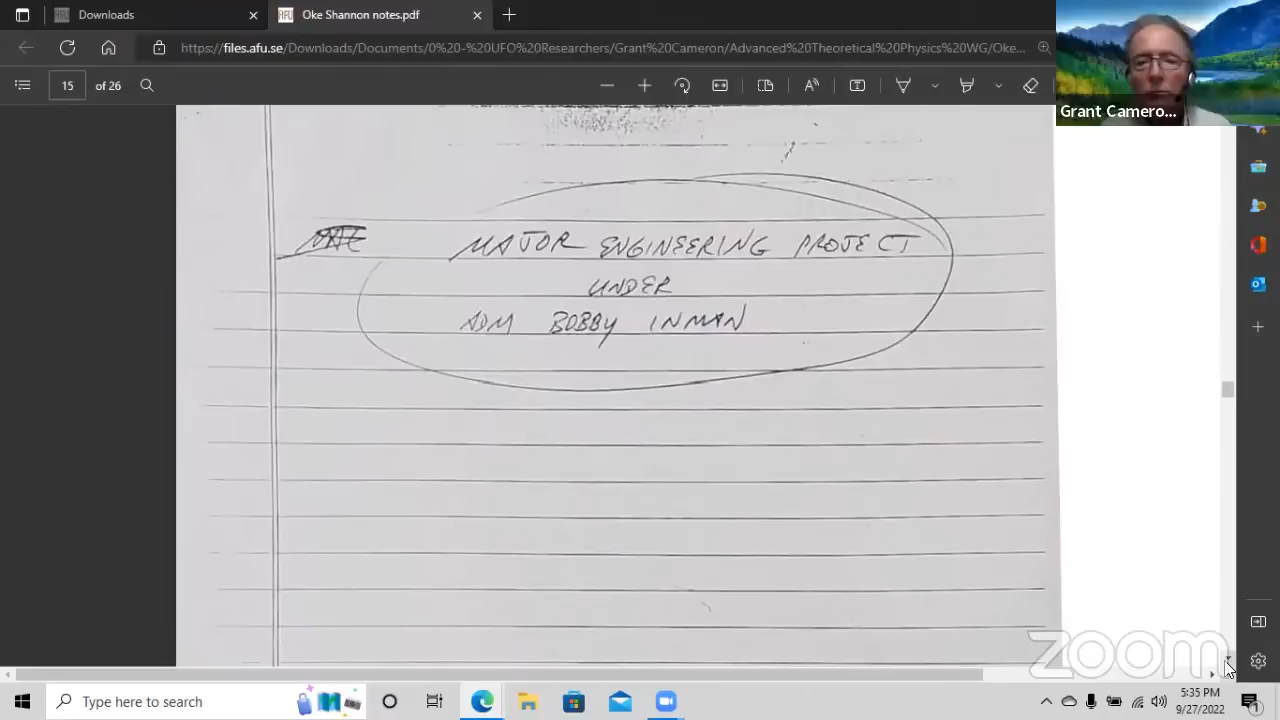 Downloads
Oke Shannon notes.pdf
https://files.afu.se/Downloads/Documents/0%20-%20UFO%20Researchers/Grant%20Cameron/Advanced%20Theoretical%20Physics%20WG/Oke...
15 of 26
Grant Camero...
MAJOR ENGINEERING PROJECT
UNDER
ADM BOBBY INMAN
zoom
Type here to search
5:35 PM
9/27/2022